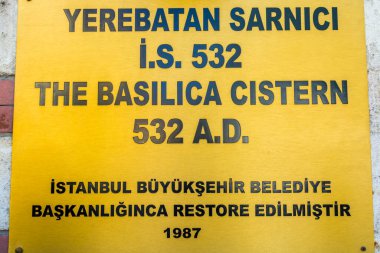 YEREBATAN SARNICI
İ.S. 532
THE BASILICA CISTERN
532 A.D.
İSTANBUL BÜYÜKŞEHİR BELEDİYE
BAŞKANLIĞINCA RESTORE EDİLMİŞTİR
1987